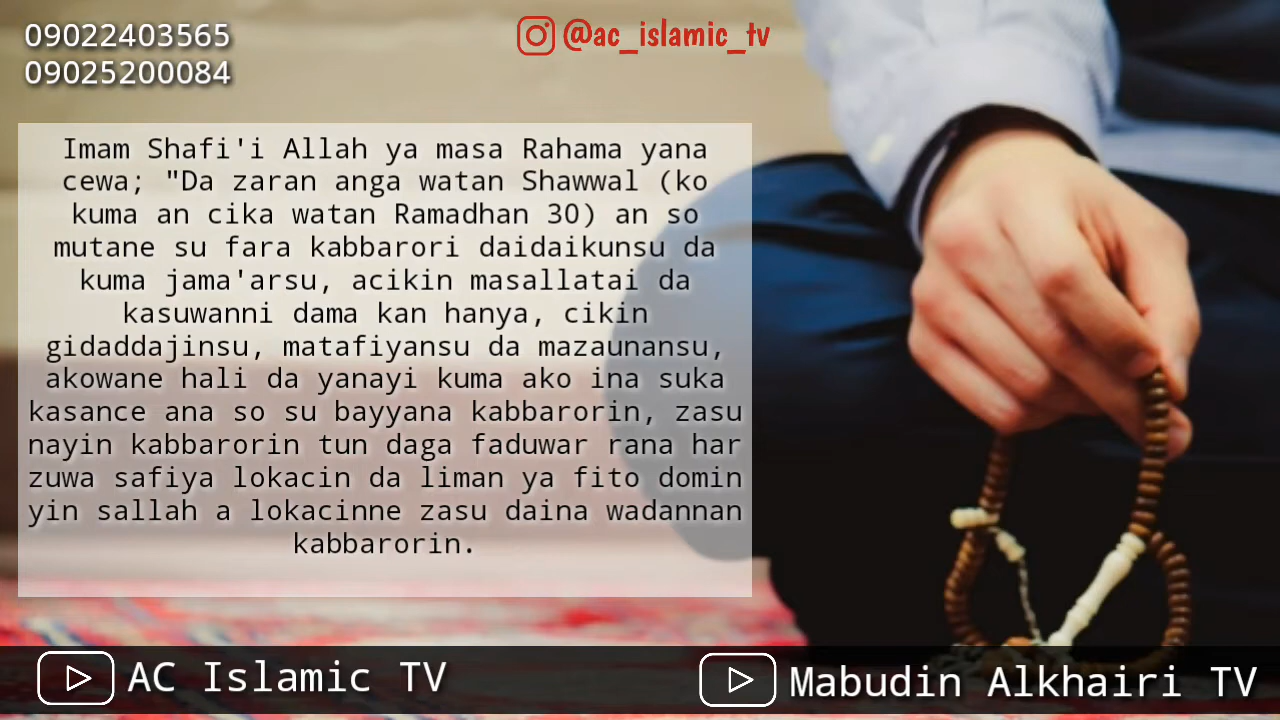 09022403565
09025200084
@ac_islamic_tv
Imam Shafi'i Allah ya masa Rahama yana
cewa; "Da zaran anga watan Shawwal (ko
kuma an cika watan Ramadhan 30) an so
mutane su fara kabbarori daidaikunsu da
kuma jama'arsu, acikin masallatai da
kasuwanni dama kan hanya, cikin
gidaddajinsu, matafiyansu da mazaunansu,
akowane hali da yanayi kuma ako ina suka
kasance ana so su bayyana kabbarorin, zasu
nayin kabbarorin tun daga faduwar rana har
zuwa safiya lokacin da liman ya fito domin
yin sallah a lokacinne zasu daina wadannan
kabbarorin.
AC Islamic TV
Mabudin Alkhairi TV